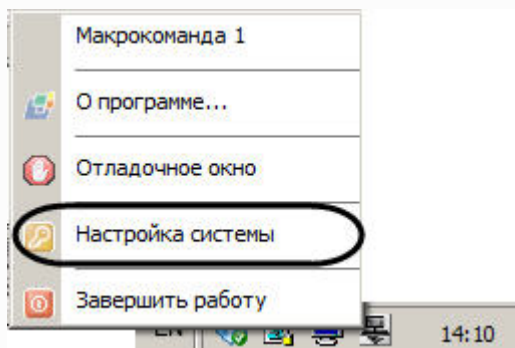 Макрокоманда 1
О программе...
Отладочное окно
Настройка системы
Завершить работу
EN 14:10